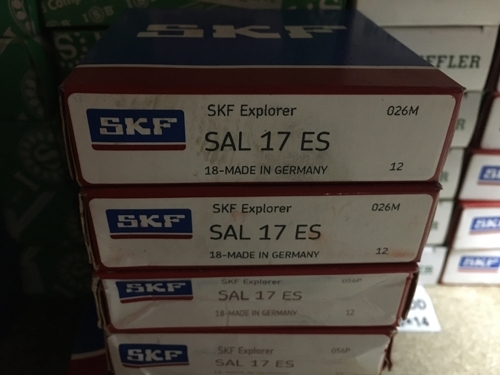 SKF
SKF Explorer 026M
SKF SAL 17 ES
18-MADE IN GERMANY 12
SKF Explorer 026M
SKF SAL 17 ES
18-MADE IN GERMANY 12
SKF Explorer 056P
SKF SAL 17 ES
18-MADE IN GERMANY 12
SKF Explorer 056P
SKF SAL 17 ES
EFFLER